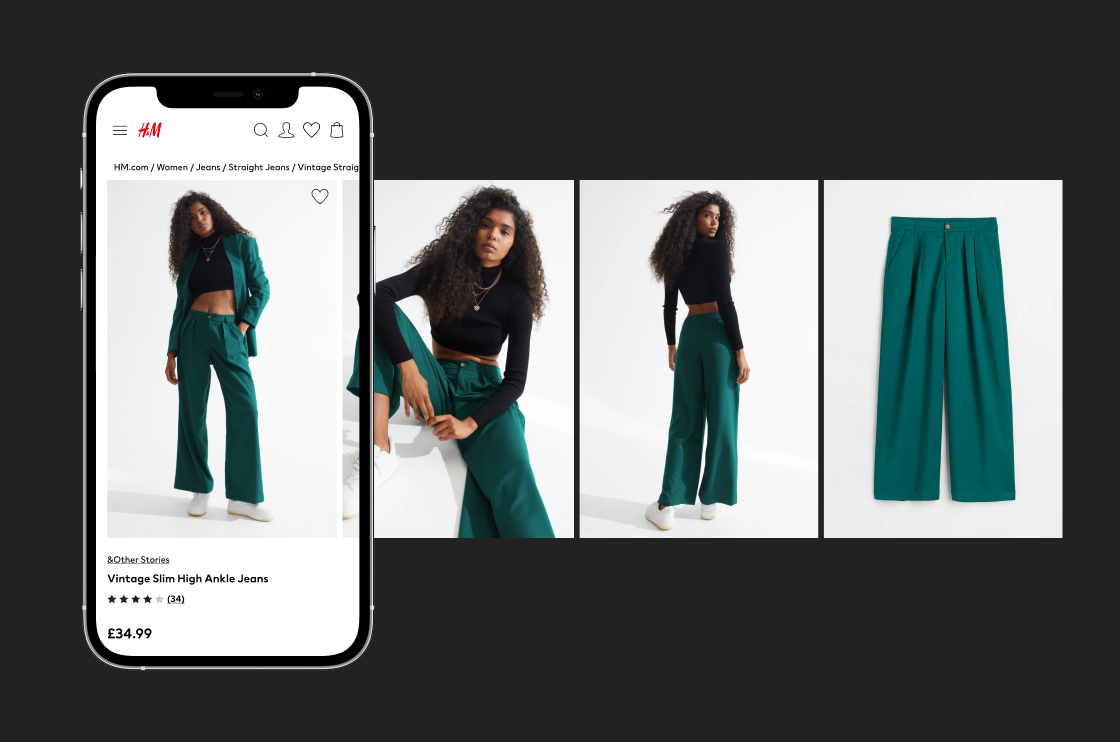 H&M
HM.com / Women / Jeans / Straight Jeans / Vintage Straig
&Other Stories
Vintage Slim High Ankle Jeans
(34)
£34.99